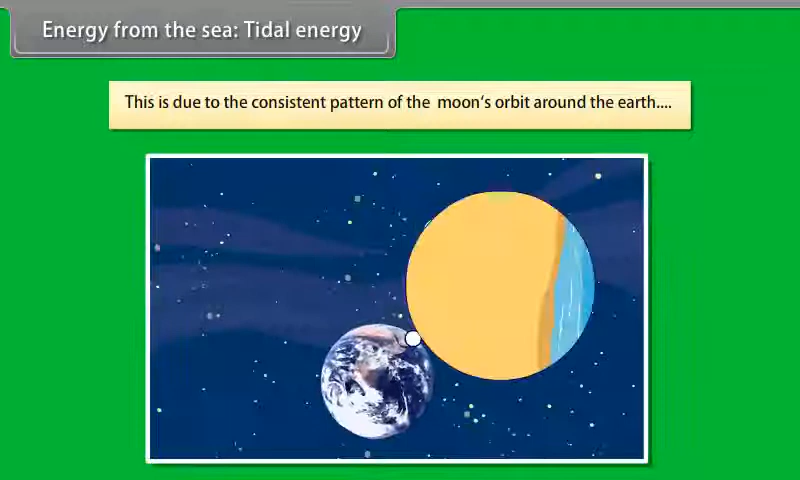 Energy from the sea: Tidal energy
This is due to the consistent pattern of the moon's orbit around the earth....